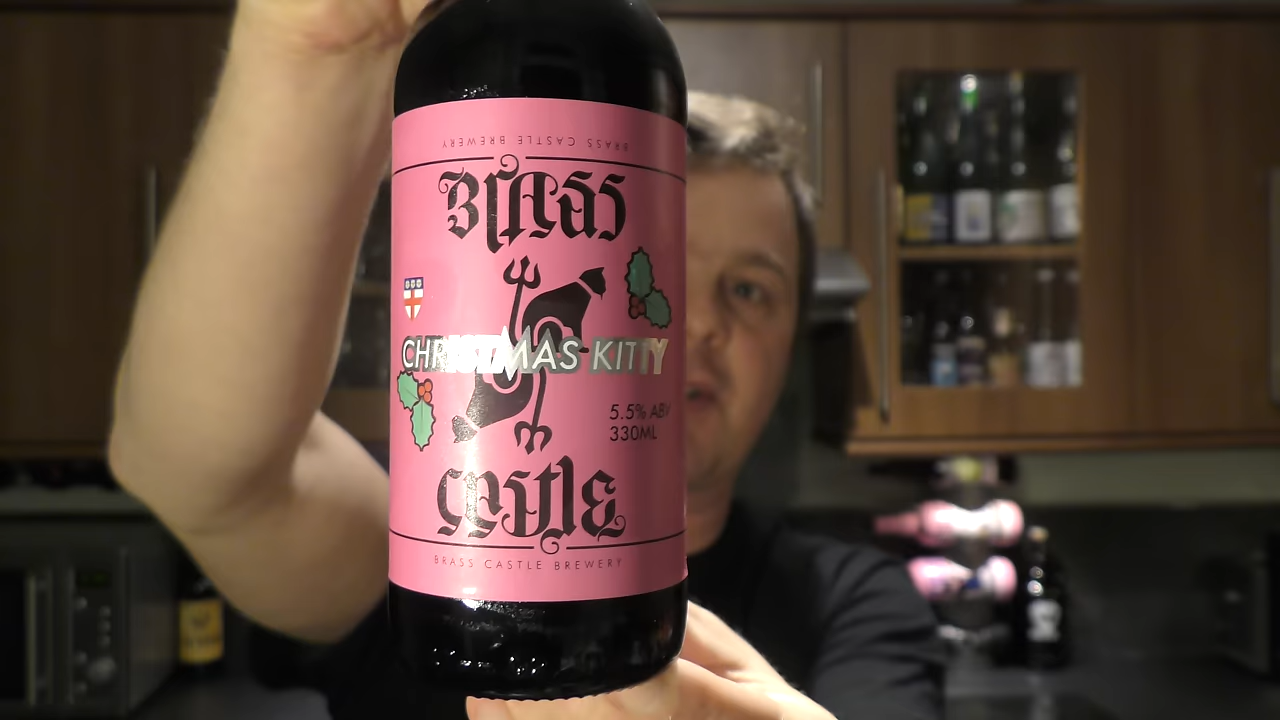 BRASS CASTLE BREWERY
BRASS
CHRISTMAS KITTY
5.5% ABV
330ML
CASTLE
BRASS CASTLE BREWERY